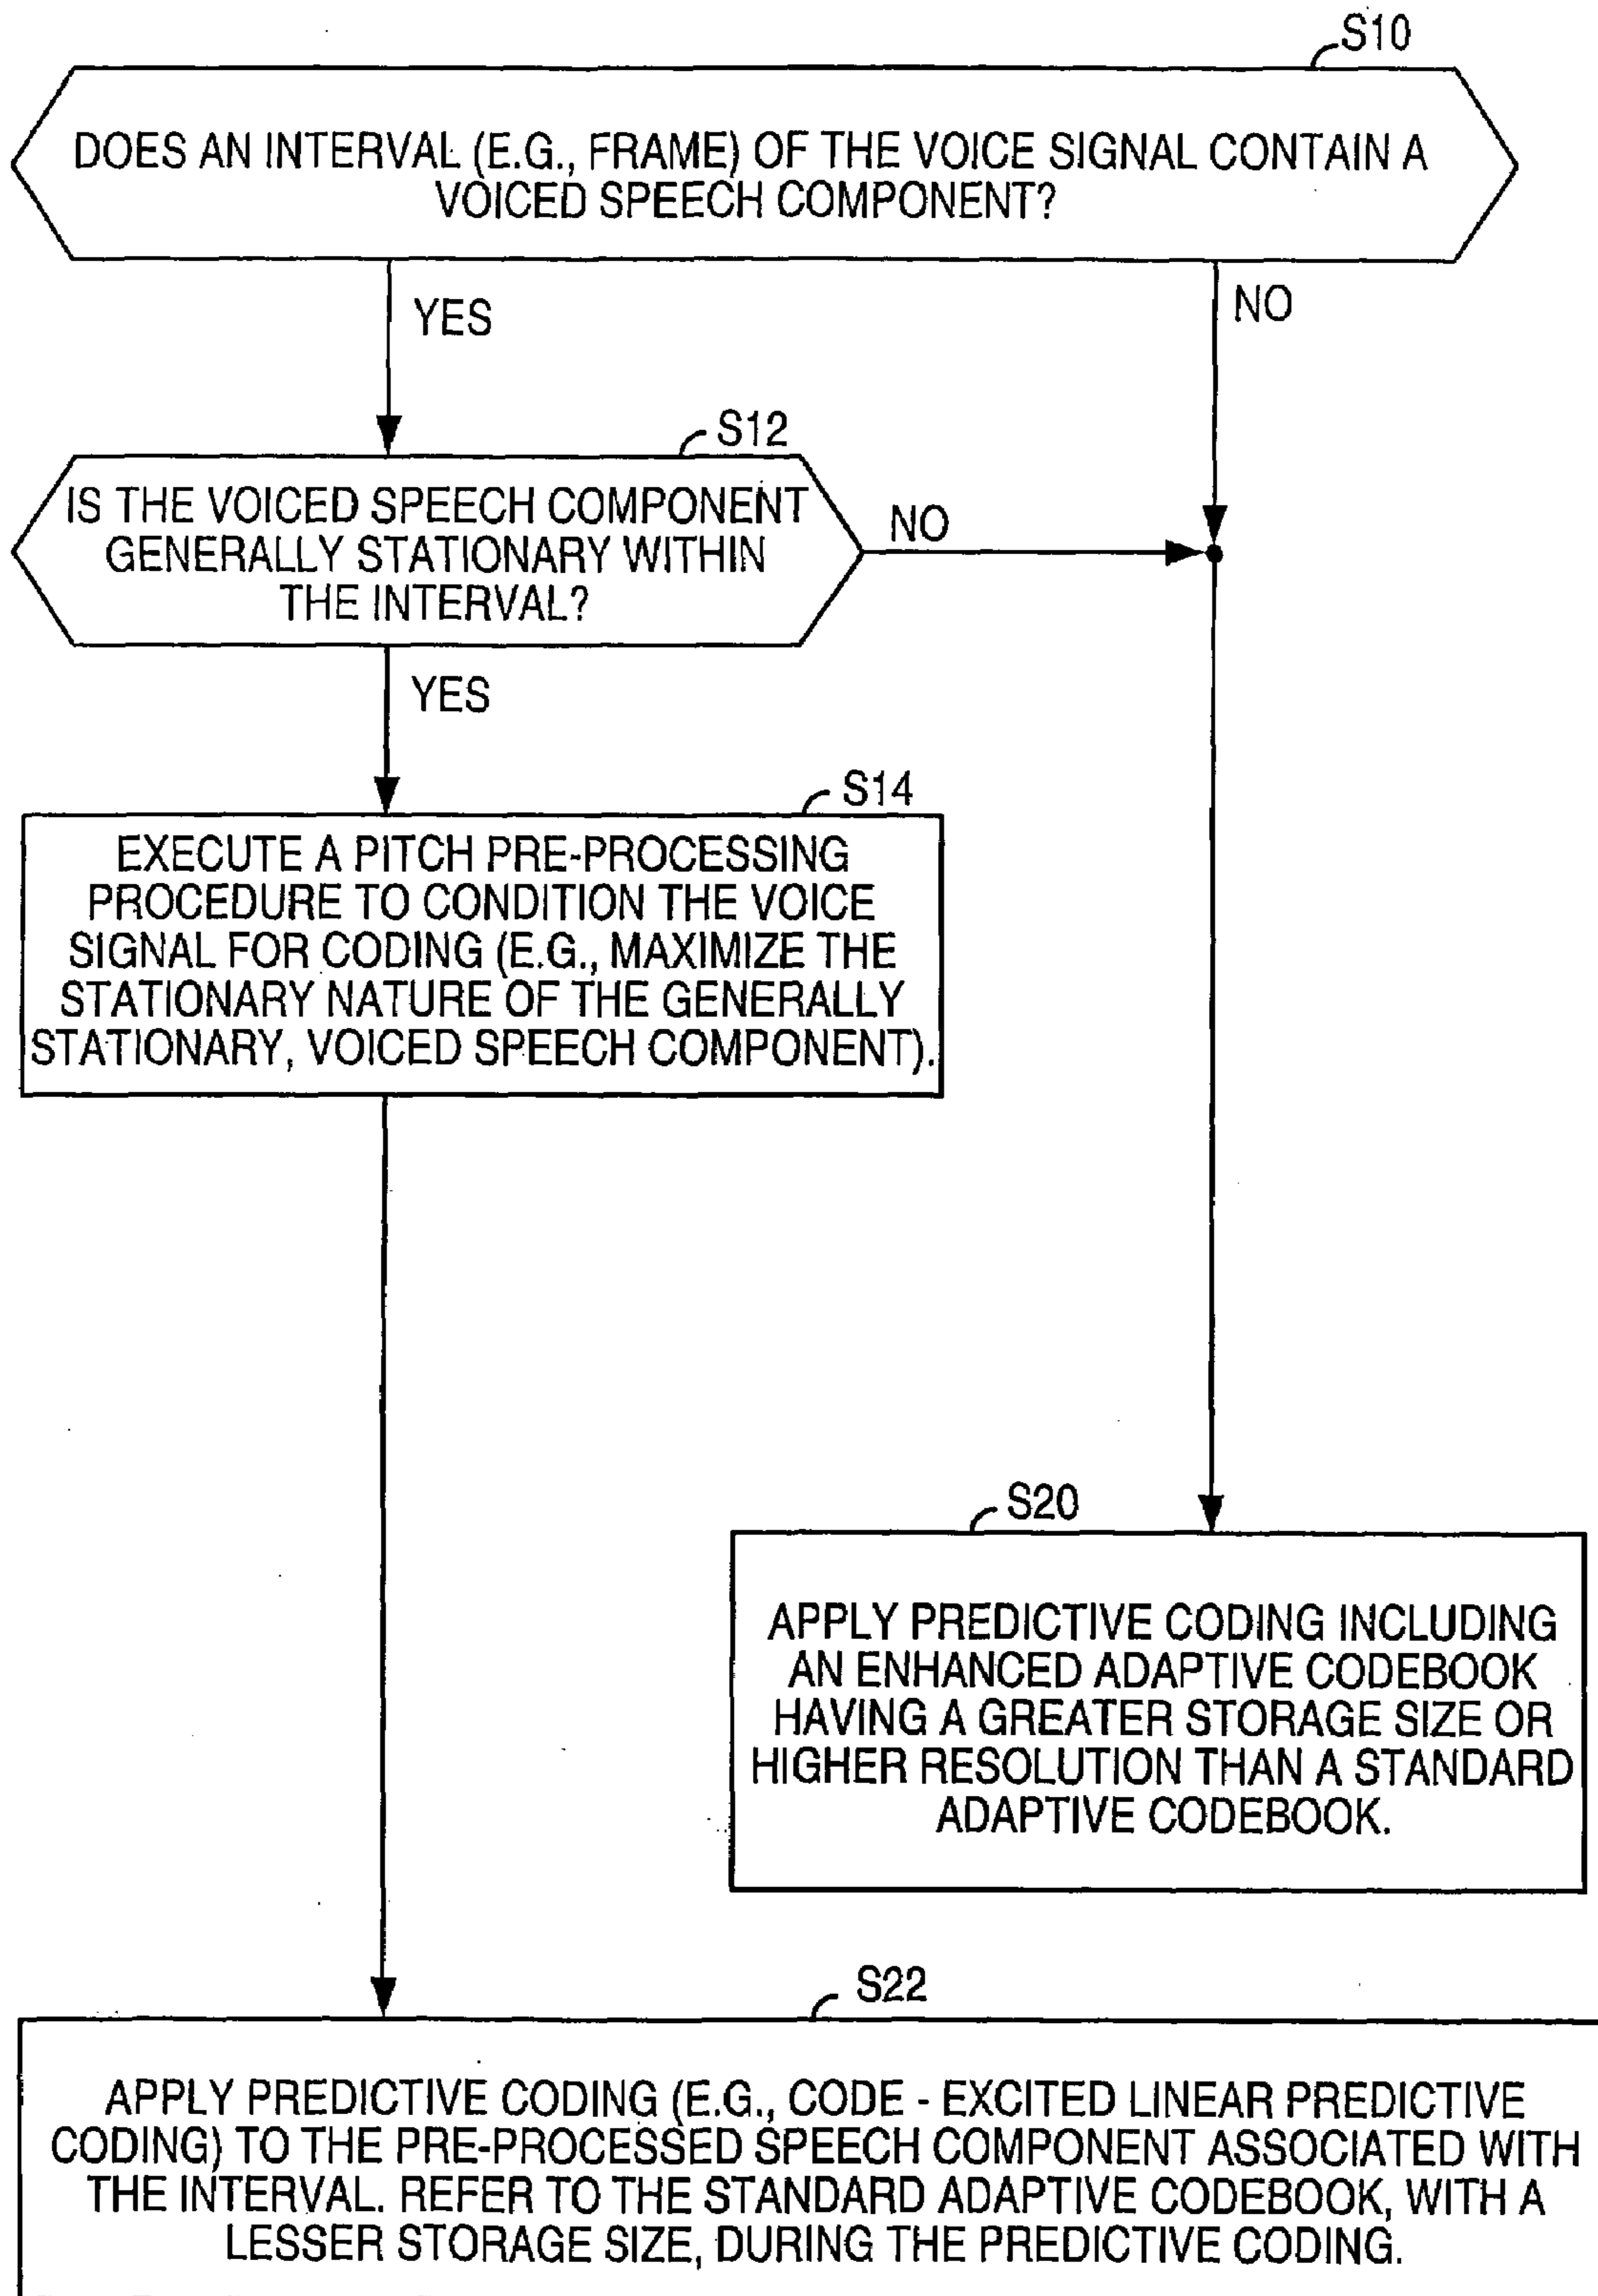 S10
DOES AN INTERVAL (E.G., FRAME) OF THE VOICE SIGNAL CONTAIN A
VOICED SPEECH COMPONENT?
YES
NO
S12
IS THE VOICED SPEECH COMPONENT
GENERALLY STATIONARY WITHIN
THE INTERVAL?
NO
YES
S14
EXECUTE A PITCH PRE-PROCESSING
PROCEDURE TO CONDITION THE VOICE
SIGNAL FOR CODING (E.G., MAXIMIZE THE
STATIONARY NATURE OF THE GENERALLY
STATIONARY, VOICED SPEECH COMPONENT).
S20
APPLY PREDICTIVE CODING INCLUDING
AN ENHANCED ADAPTIVE CODEBOOK
HAVING A GREATER STORAGE SIZE OR
HIGHER RESOLUTION THAN A STANDARD
ADAPTIVE CODEBOOK.
S22
APPLY PREDICTIVE CODING (E.G., CODE - EXCITED LINEAR PREDICTIVE
CODING) TO THE PRE-PROCESSED SPEECH COMPONENT ASSOCIATED WITH
THE INTERVAL. REFER TO THE STANDARD ADAPTIVE CODEBOOK, WITH A
LESSER STORAGE SIZE, DURING THE PREDICTIVE CODING.